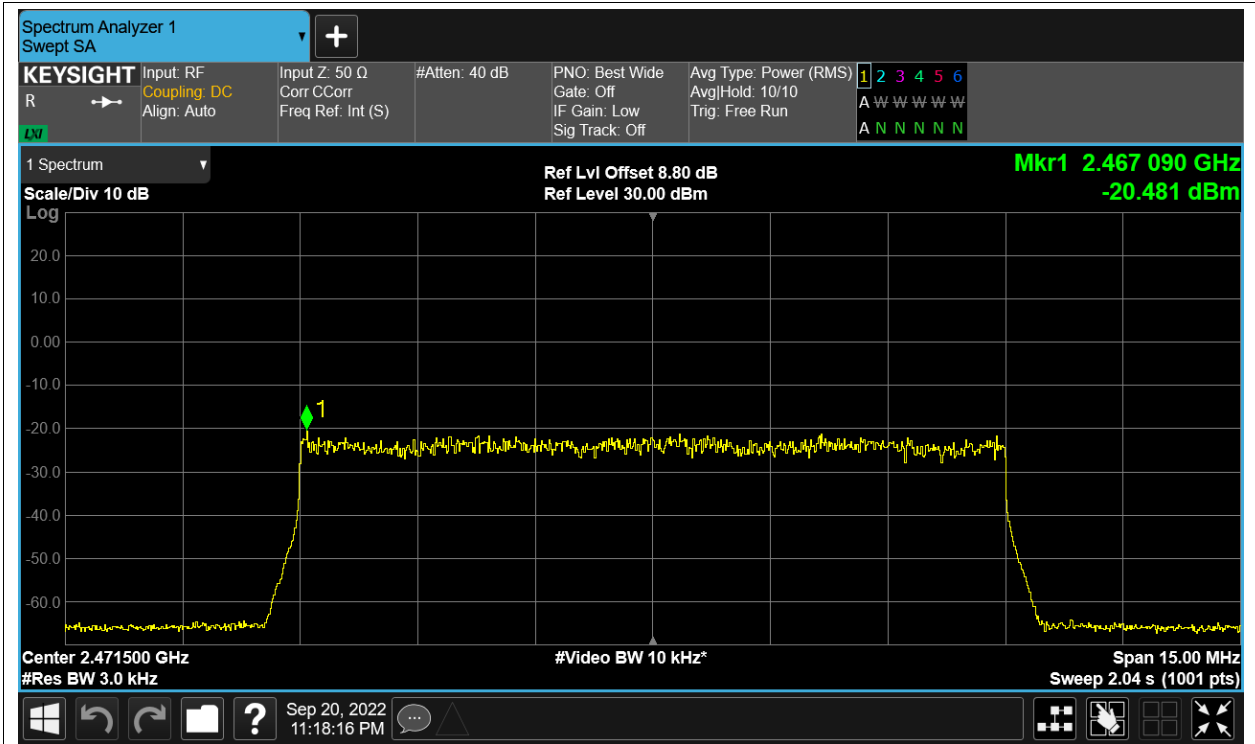 Spectrum Analyzer 1
Swept SA
KEYSIGHT
R
LXI
Input: RF
Coupling: DC
Align: Auto
Input Z: 50 Ω
Corr CCorr
Freq Ref: Int (S)
#Atten: 40 dB
PNO: Best Wide
Gate: Off
IF Gain: Low
Sig Track: Off
Avg Type: Power (RMS)
Avg|Hold: 10/10
Trig: Free Run
1 2 3 4 5 6
A W W W W W
A N N N N N
1 Spectrum
Scale/Div 10 dB
Log
Ref Lvl Offset 8.80 dB
Ref Level 30.00 dBm
Mkr1 2.467 090 GHz
-20.481 dBm
20.0
10.0
0.00
-10.0
-20.0
-30.0
-40.0
-50.0
-60.0
1
Center 2.471500 GHz
#Res BW 3.0 kHz
#Video BW 10 kHz*
Span 15.00 MHz
Sweep 2.04 s (1001 pts)
?
Sep 20, 2022
11:18:16 PM